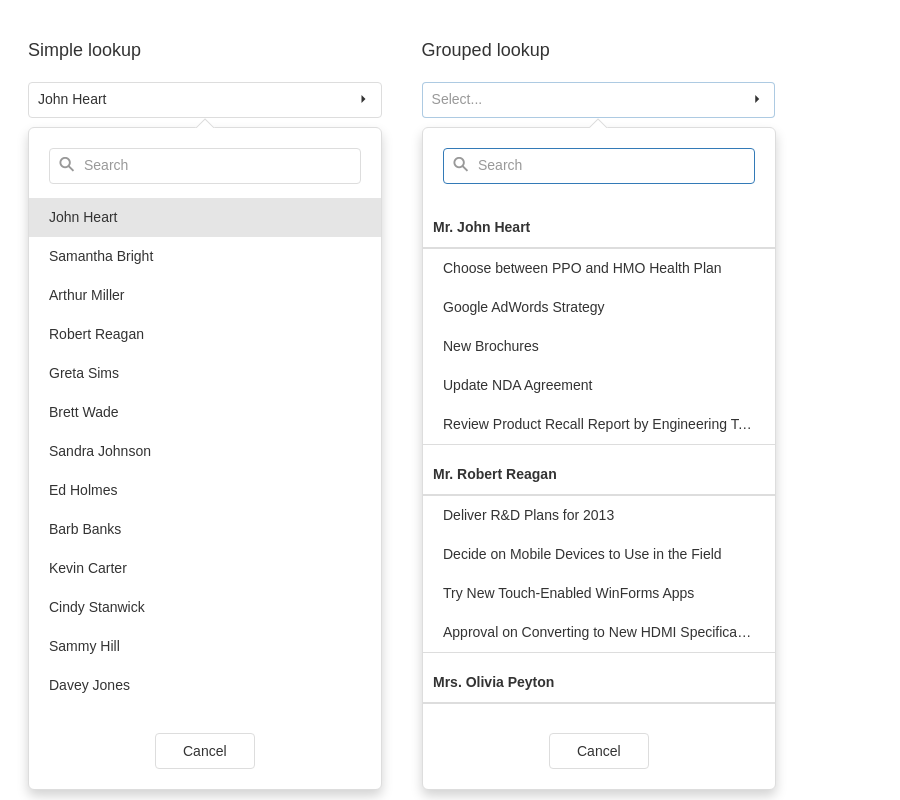 Simple lookup
John Heart
Search
John Heart
Samantha Bright
Arthur Miller
Robert Reagan
Greta Sims
Brett Wade
Sandra Johnson
Ed Holmes
Barb Banks
Kevin Carter
Cindy Stanwick
Sammy Hill
Davey Jones
Cancel
Grouped lookup
Select...
Search
Mr. John Heart
Choose between PPO and HMO Health Plan
Google AdWords Strategy
New Brochures
Update NDA Agreement
Review Product Recall Report by Engineering T...
Mr. Robert Reagan
Deliver R&D Plans for 2013
Decide on Mobile Devices to Use in the Field
Try New Touch-Enabled WinForms Apps
Approval on Converting to New HDMI Specifica...
Mrs. Olivia Peyton
Cancel